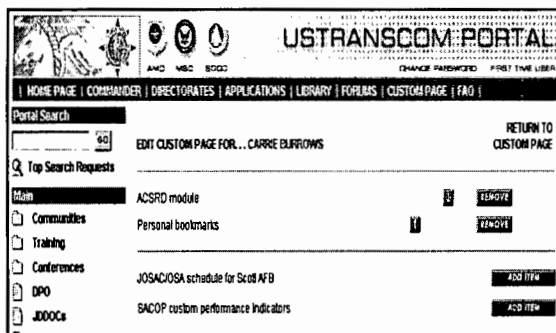 USTRANSCOM PORTAL
AMC MSC SDDC
CHANGE PASSWORD FIRST TIME USER
| HOME PAGE | COMMANDER | DIRECTORATES | APPLICATIONS | LIBRARY | FORUMS | CUSTOM PAGE | FAQ |
Portal Search
GO
Top Search Requests
Main
Communities
Training
Conferences
DPO
JDDOCs
EDIT CUSTOM PAGE FOR... CARRIE BURROWS
RETURN TO
CUSTOM PAGE
ACSRD module
REMOVE
Personal bookmarks
REMOVE
JOSAC/OSA schedule for Scott AFB
ADD ITEM
SACOP custom performance indicators
ADD ITEM